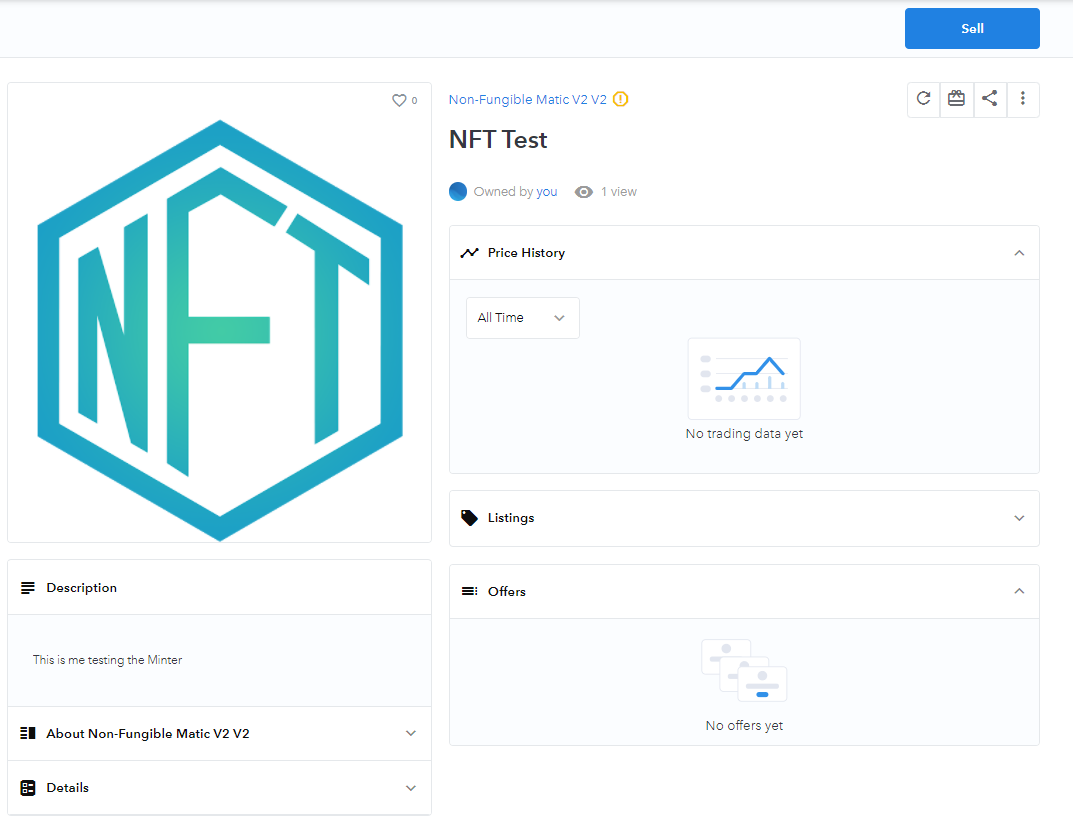 Sell
0
NFT
Non-Fungible Matic V2 V2
NFT Test
Owned by you
1 view
Price History
All Time
No trading data yet
Listings
Offers
No offers yet
Description
This is me testing the Minter
About Non-Fungible Matic V2 V2
Details